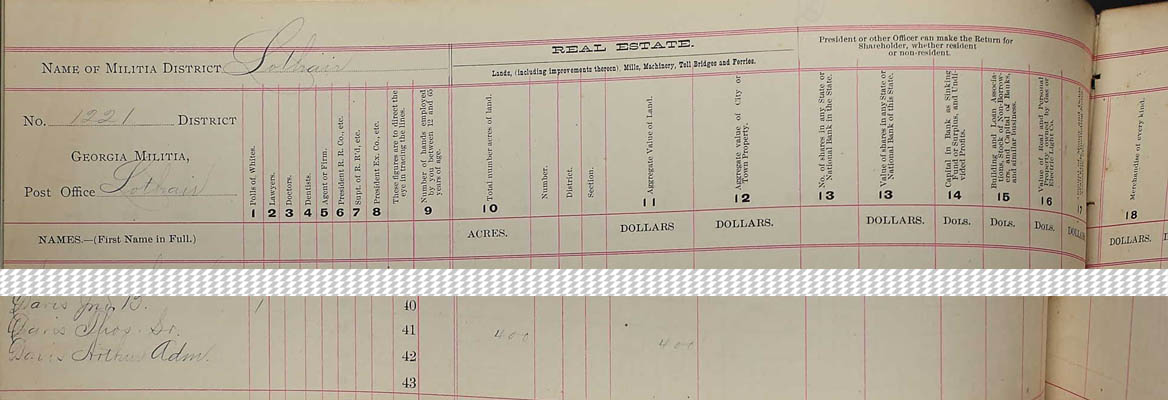 NAME OF MILITIA DISTRICT Lothair
No. 1221 DISTRICT
GEORGIA MILITIA,
Post Office Lothair
NAMES.—(First Name in Full.)
Polls of Whites. 1
Lawyers. 2
Doctors. 3
Dentists. 4
Agent or Firm. 5
President R. R. Co., etc. 6
Supt. of R. R'd, etc. 7
President Ex. Co., etc. 8
These figures are to direct the
eye in tracing the lines.
Number of hands employed
by you between 12 and 65
years of age. 9
REAL ESTATE.
Lands, (including improvements thereon), Mills, Machinery, Toll Bridges and Ferries.
Total number acres of land. 10
ACRES.
Number.
District.
Section.
Aggregate Value of Land. 11
DOLLARS
Aggregate value of City or
Town Property. 12
DOLLARS.
President or other Officer can make the Return for
Shareholder, whether resident
or non-resident.
No. of shares in any State or
National Bank in the State. 13
Value of shares in any State or
National Bank of this State. 13
DOLLARS.
Capital in Bank as Sinking
Fund or Surplus, and Undi-
vided Profits. 14
DOLS.
Building and Loan Associa-
tions, Stock of Non-Borrow-
ers, and Capital of Banks,
and similar business. 15
DOLS.
Value of Real and Personal
Property owned by Gas or
Electric Light Co. 16
DOLS.
17
DOLLARS
Merchandise of every kind.
18
DOLLARS.
Davis Jno B. 1 40
Davis Thos. Sr. 41 400
Davis Arthur Adm. 42 400
43